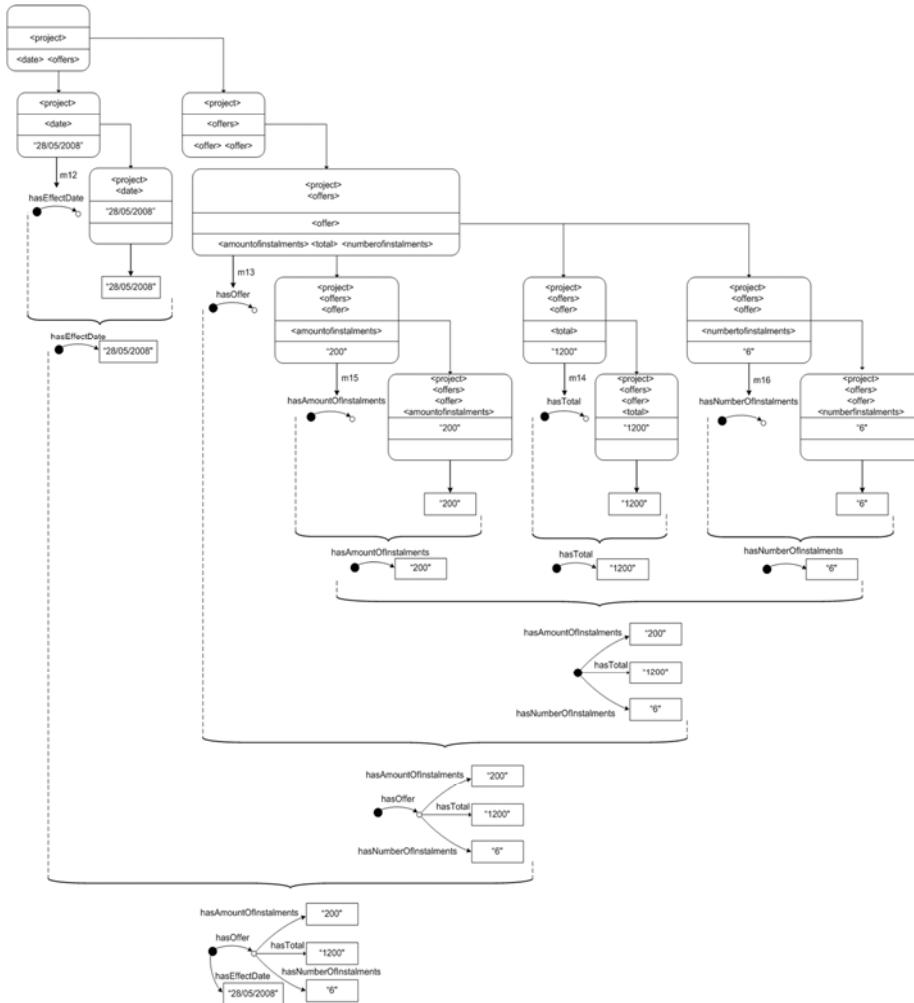 <project>
<date> <offers>
<project>
<date>
"28/05/2008"
<project>
<offers>
<offer> <offer>
m12
hasEffectDate
<project>
<date>
"28/05/2008"
"28/05/2008"
hasEffectDate
"28/05/2008"
<project>
<offers>
<offer>
<amountofinstalments> <total> <numberofinstalments>
m13
hasOffer
<project>
<offers>
<offer>
<amountofinstalments>
"200"
m15
hasAmountOfInstalments
<project>
<offers>
<offer>
<amountofinstalments>
"200"
"200"
hasAmountOfInstalments
"200"
<project>
<offers>
<offer>
<total>
"1200"
m14
hasTotal
<project>
<offers>
<offer>
<total>
"1200"
"1200"
hasTotal
"1200"
<project>
<offers>
<offer>
<numbertofinstalments>
"6"
m16
hasNumberOfInstalments
<project>
<offers>
<offer>
<numberfinstalments>
"6"
"6"
hasNumberOfInstalments
"6"
hasAmountOfInstalments
"200"
hasTotal
"1200"
hasNumberOfInstalments
"6"
hasAmountOfInstalments
"200"
hasOffer
hasTotal
"1200"
hasNumberOfInstalments
"6"
hasAmountOfInstalments
"200"
hasOffer
hasTotal
"1200"
hasEffectDate
hasNumberOfInstalments
"28/05/2008"
"6"